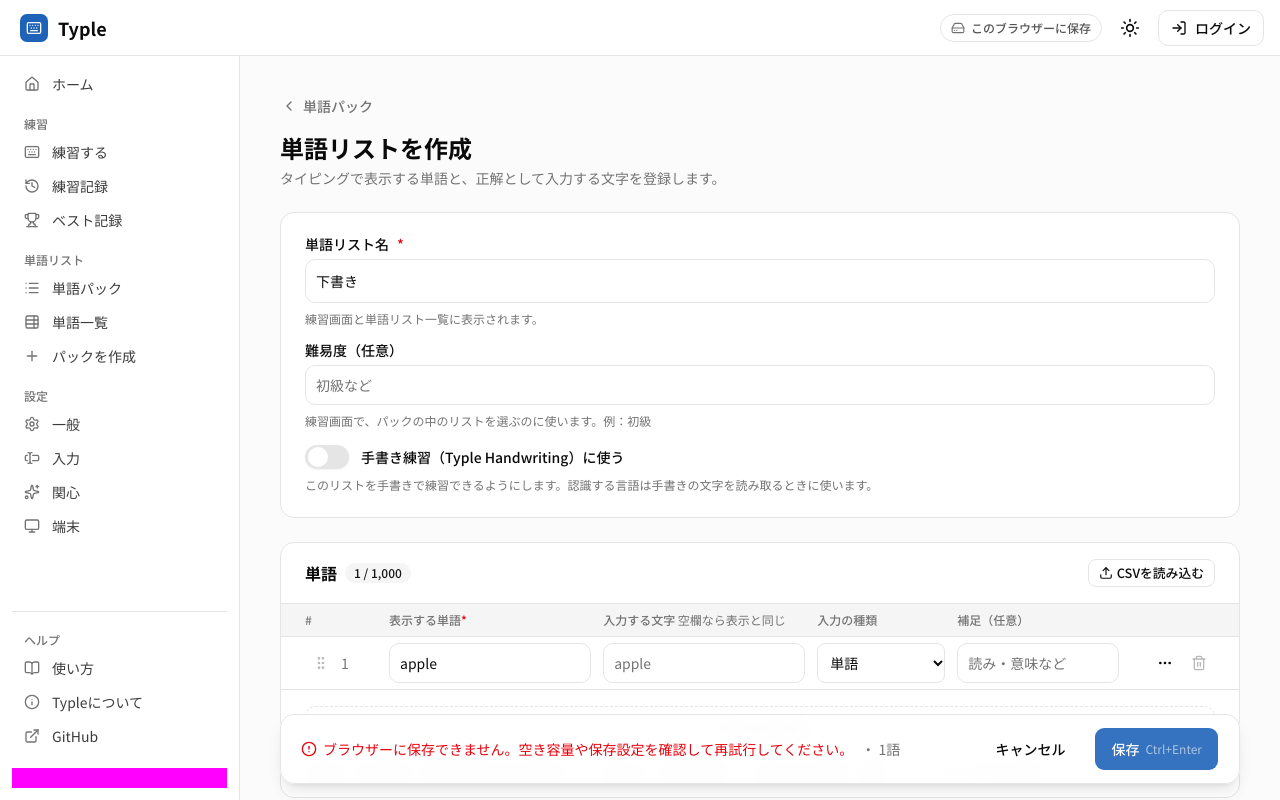 Typle
このブラウザーに保存
ログイン
ホーム
練習
練習する
練習記録
ベスト記録
単語リスト
単語パック
単語一覧
パックを作成
設定
一般
入力
関心
端末
ヘルプ
使い方
Typleについて
GitHub
単語パック
単語リストを作成
タイピングで表示する単語と、正解として入力する文字を登録します。
単語リスト名 *
下書き
練習画面と単語リスト一覧に表示されます。
難易度（任意）
初級など
練習画面で、パックの中のリストを選ぶのに使います。例：初級
手書き練習（Typle Handwriting）に使う
このリストを手書きで練習できるようにします。認識する言語は手書きの文字を読み取るときに使います。
単語 1 / 1,000
CSVを読み込む
# 表示する単語* 入力する文字 空欄なら表示と同じ 入力の種類 補足（任意）
1 apple apple 単語 読み・意味など
ブラウザーに保存できません。空き容量や保存設定を確認して再試行してください。 ・ 1語
キャンセル
保存 Ctrl+Enter